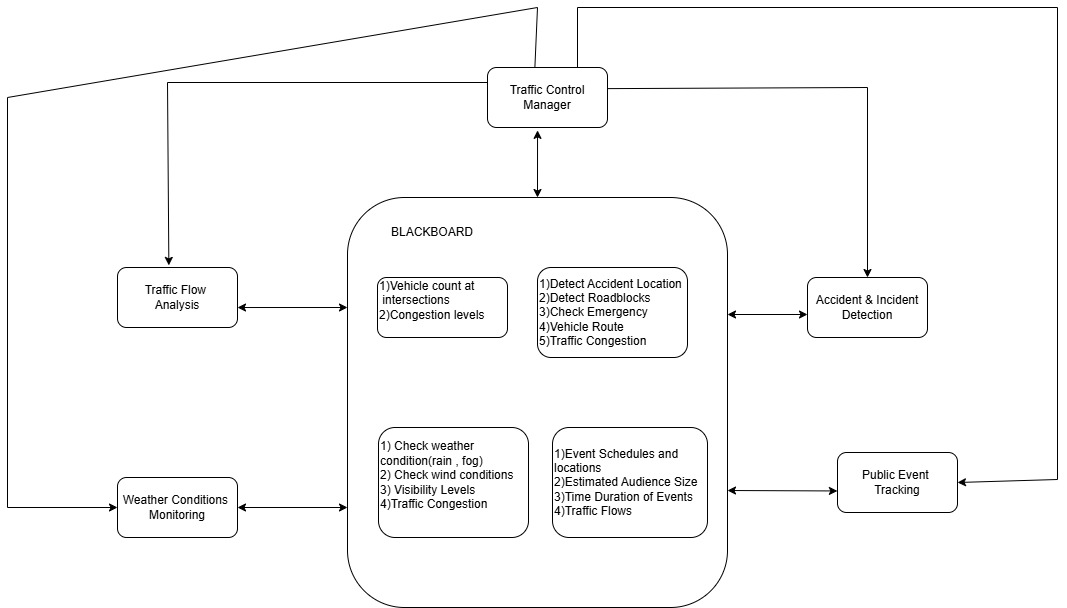 Traffic Control
Manager
BLACKBOARD
Traffic Flow
Analysis
1)Vehicle count at
intersections
2)Congestion levels
1)Detect Accident Location
2)Detect Roadblocks
3)Check Emergency
4)Vehicle Route
5)Traffic Congestion
Accident & Incident
Detection
Weather Conditions
Monitoring
1) Check weather
condition(rain , fog)
2) Check wind conditions
3) Visibility Levels
4)Traffic Congestion
1)Event Schedules and
locations
2)Estimated Audience Size
3)Time Duration of Events
4)Traffic Flows
Public Event
Tracking